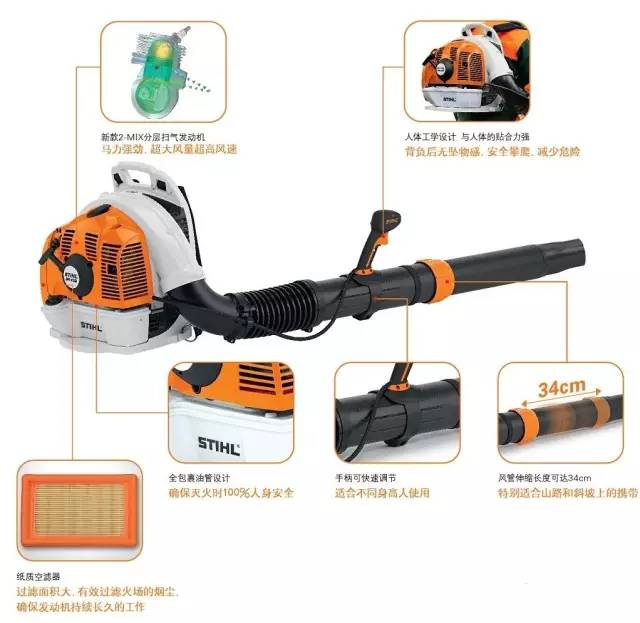 新款2-MIX分层扫气发动机
马力强劲，超大风量超高风速
人体工学设计 与人体的贴合力强
背负后无坠物感，安全攀爬，减少危险
STIHL
STIHL
STIHL
STIHL
STIHL
STIHL
34cm
全包裹油管设计
确保灭火时100%人身安全
手柄可快速调节
适合不同身高人使用
风管伸缩长度可达34cm
特别适合山路和斜坡上的携带
纸质空滤器
过滤面积大，有效过滤火场的烟尘，
确保发动机持续长久的工作